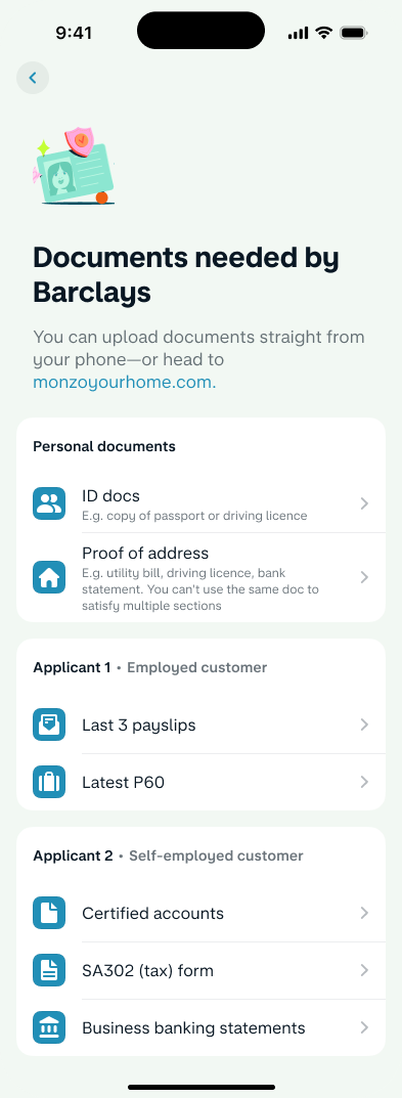 9:41
Documents needed by
Barclays
You can upload documents straight from
your phone—or head to
monzoyourhome.com.
Personal documents
ID docs
E.g. copy of passport or driving licence
Proof of address
E.g. utility bill, driving licence, bank
statement. You can't use the same doc to
satisfy multiple sections
Applicant 1 • Employed customer
Last 3 payslips
Latest P60
Applicant 2 • Self-employed customer
Certified accounts
SA302 (tax) form
Business banking statements